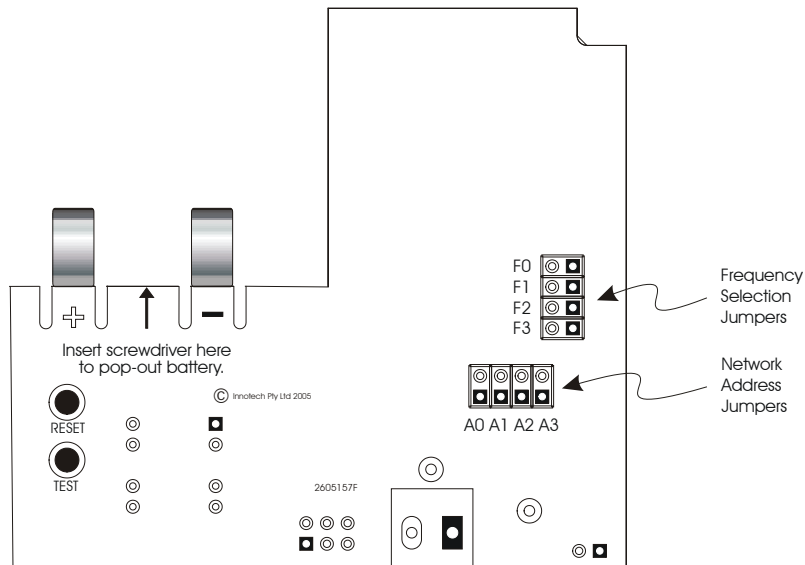 F0
F1
F2
F3
Frequency
Selection
Jumpers
+
-
Insert screwdriver here
to pop-out battery.
© Innotech Pty Ltd 2005
Network
Address
Jumpers
A0 A1 A2 A3
RESET
TEST
2605157F